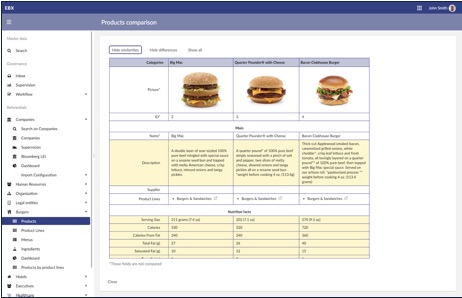 EBX
John Smith
Products comparison
Master data
Search
Governance
Inbox
Supervision
Workflow
Referentials
Companies
Search on Companies
Companies
Supervision
Bloomberg LEI
Dashboard
Import Configuration
Human Resources
Organization
Legal entities
Burgers
Products
Product Lines
Menus
Ingredients
Dashboard
Products by product lines
Hotels
Executives
Healthcare
Hide similarities Hide differences Show all
Categories Big Mac Quarter Pounder® with Cheese Bacon Clubhouse Burger
Picture*
ID* 2 3 4
Main
Name* Big Mac Quarter Pounder® with Cheese Bacon Clubhouse Burger
Description
A double layer of sear-sizzled 100%
pure beef mingled with special sauce
on a sesame seed bun and topped
with melty American cheese, crisp
lettuce, minced onions and tangy
pickles.
A quarter pound* of 100% pure beef
simply seasoned with a pinch of salt
and pepper, two slices of melty
cheese, slivered onions and tangy
pickles all on a sesame seed bun
*weight before cooking 4 oz. (113.4g)
Thick-cut Applewood smoked bacon,
caramelized grilled onions, white
cheddar*, crisp leaf lettuce and fresh
tomato, all lovingly layered on a quarter
pound** of 100% pure beef, then topped
with Big Mac special sauce. Served on
our artisan roll. *pasteurized process **
weight before cooking 4 oz. (113.4
grams)
Supplier
Product Lines Burgers & Sandwiches Burgers & Sandwiches Burgers & Sandwiches
Nutrition facts
Serving Size 211 grams (7.4 oz) 202 (7.1 oz) 270 (9.5 oz)
Calories 530 520 720
Calories From Fat 240 240 360
Total Fat (g) 27 26 40
Saturated Fat (g) 10 12 15
*These fields are not compared
Close